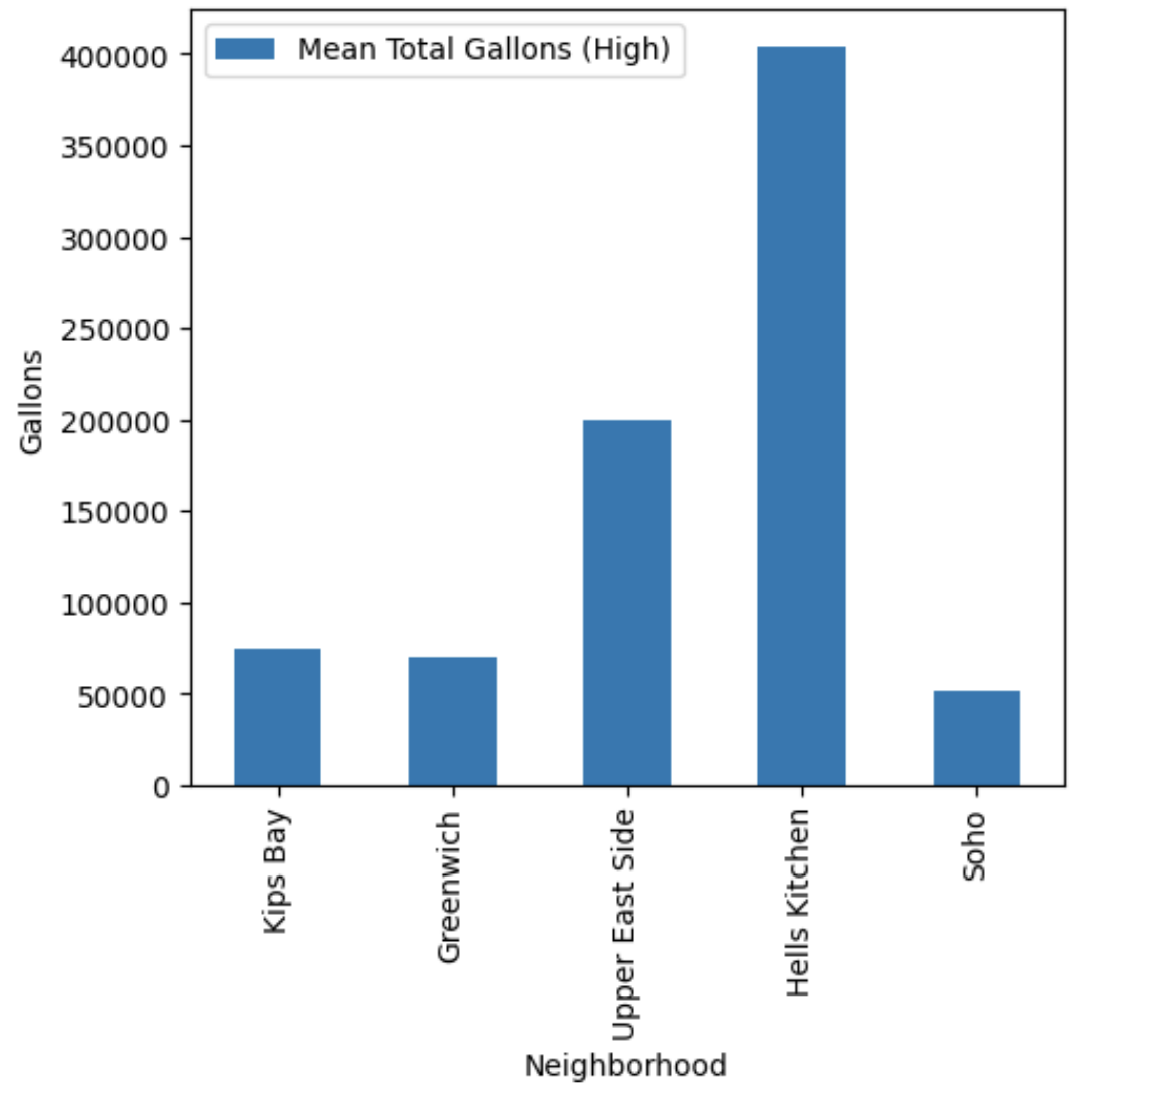 Mean Total Gallons (High)
400000
350000
300000
250000
200000
150000
100000
50000
0
Gallons
Kips Bay
Greenwich
Upper East Side
Hells Kitchen
Soho
Neighborhood